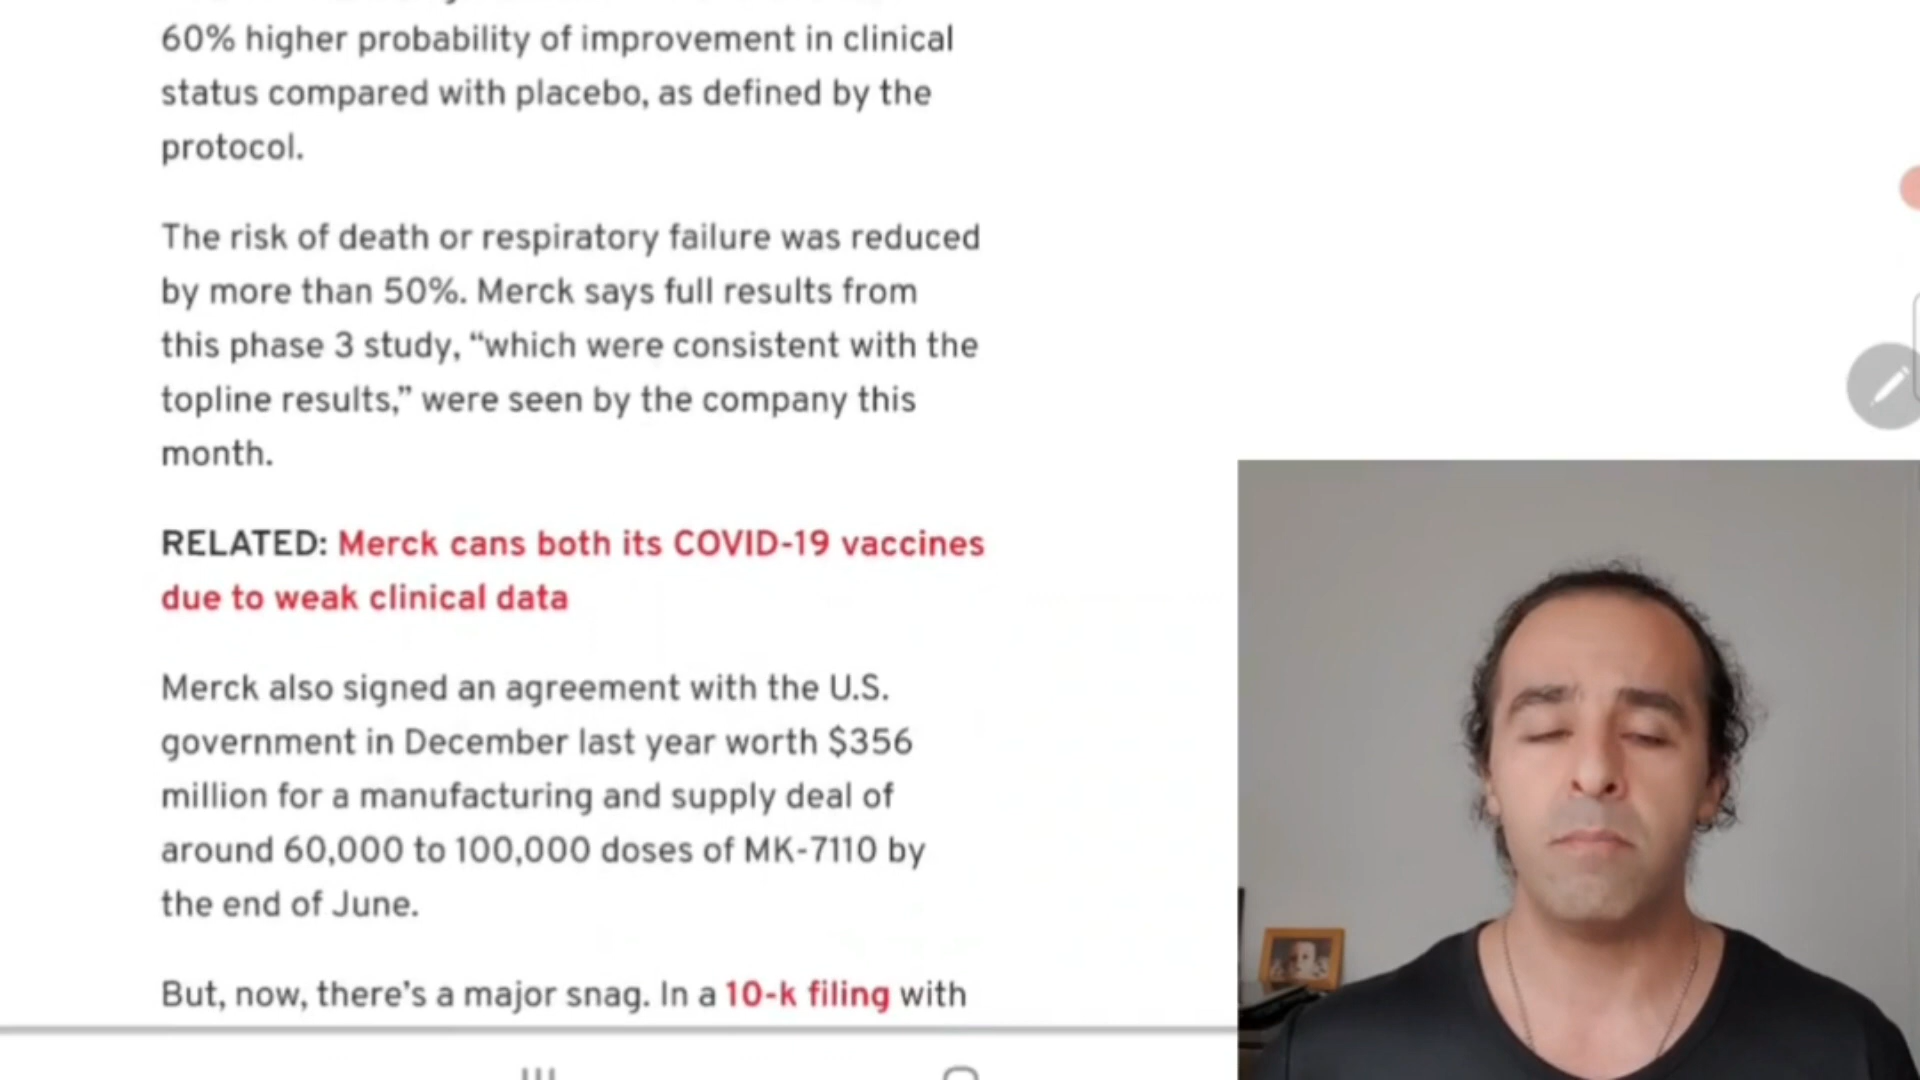 60% higher probability of improvement in clinical
status compared with placebo, as defined by the
protocol.
The risk of death or respiratory failure was reduced
by more than 50%. Merck says full results from
this phase 3 study, “which were consistent with the
topline results,” were seen by the company this
month.
RELATED: Merck cans both its COVID-19 vaccines
due to weak clinical data
Merck also signed an agreement with the U.S.
government in December last year worth $356
million for a manufacturing and supply deal of
around 60,000 to 100,000 doses of MK-7110 by
the end of June.
But, now, there’s a major snag. In a 10-k filing with